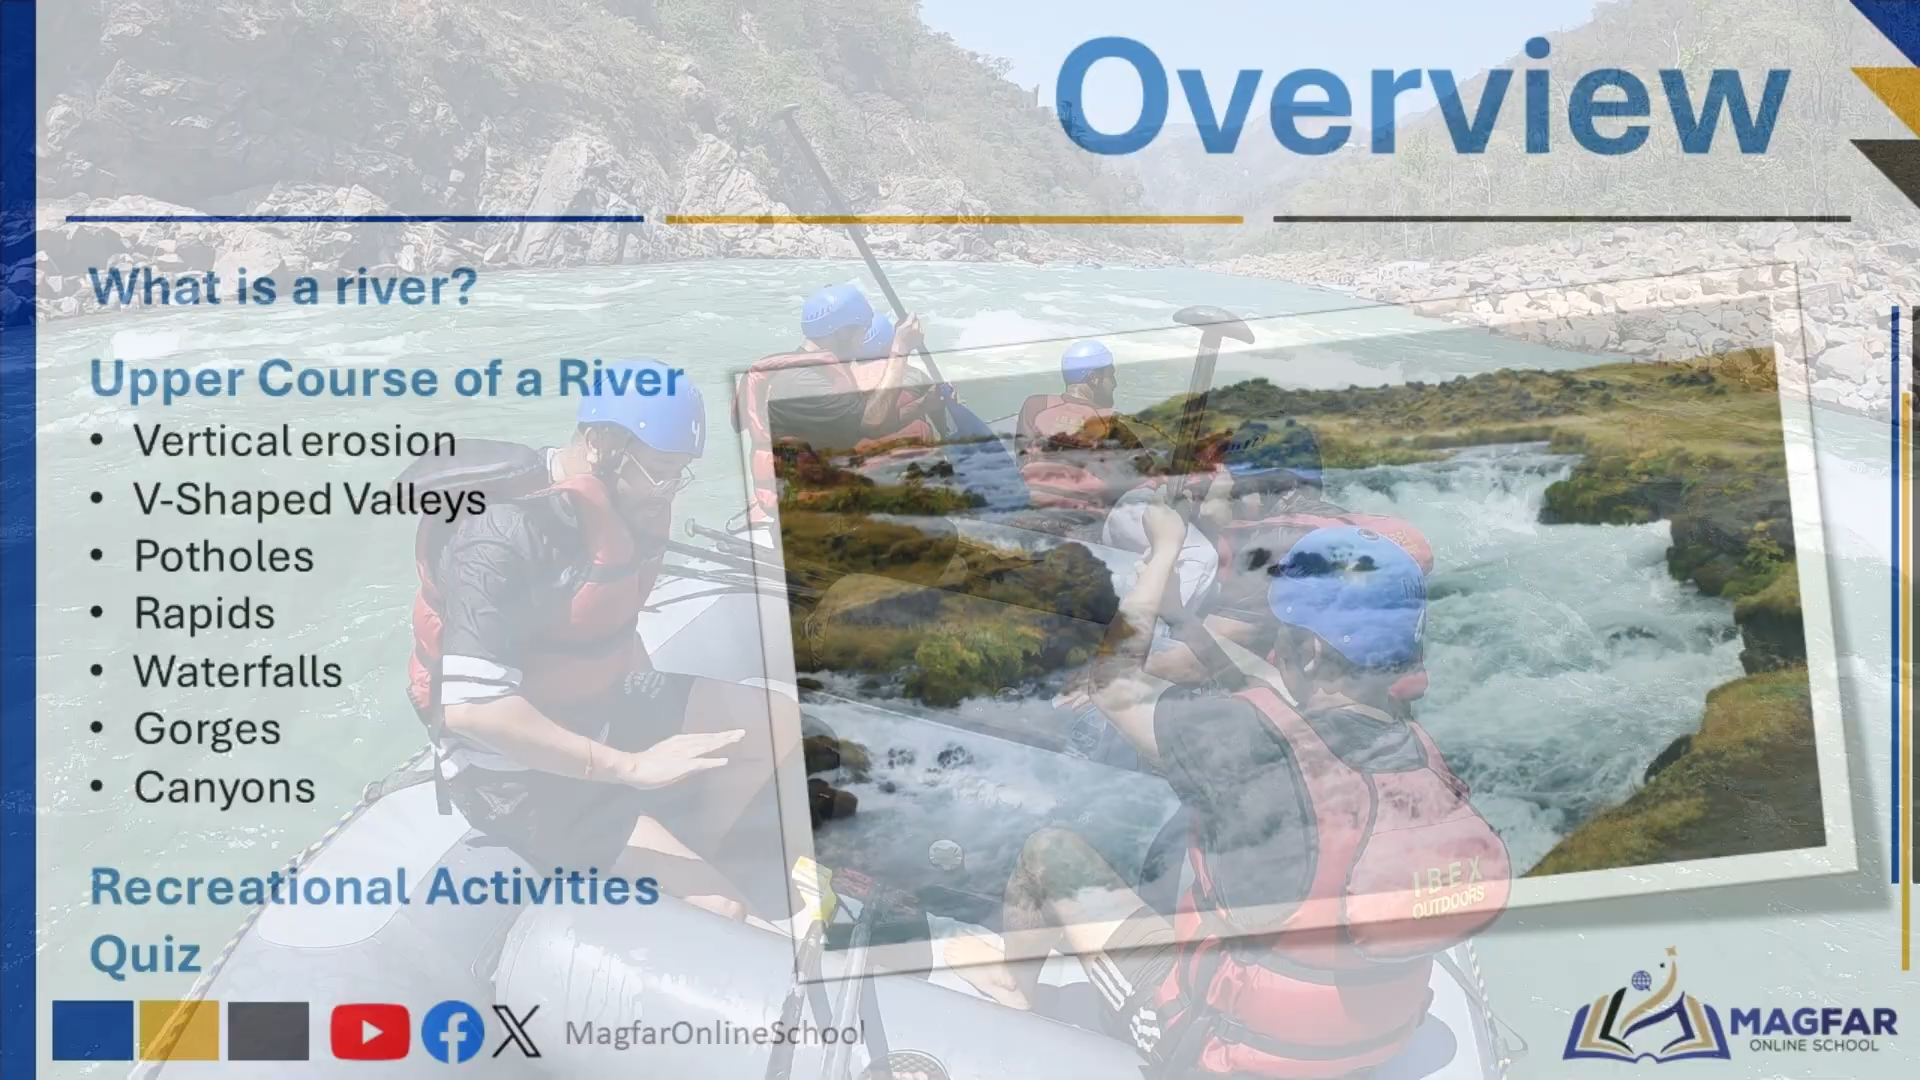 Overview
What is a river?
Upper Course of a River
• Vertical erosion
• V-Shaped Valleys
• Potholes
• Rapids
• Waterfalls
• Gorges
• Canyons
Recreational Activities
Quiz
IBEX
OUTDOORS
MagfarOnlineSchool
MAGFAR
ONLINE SCHOOL